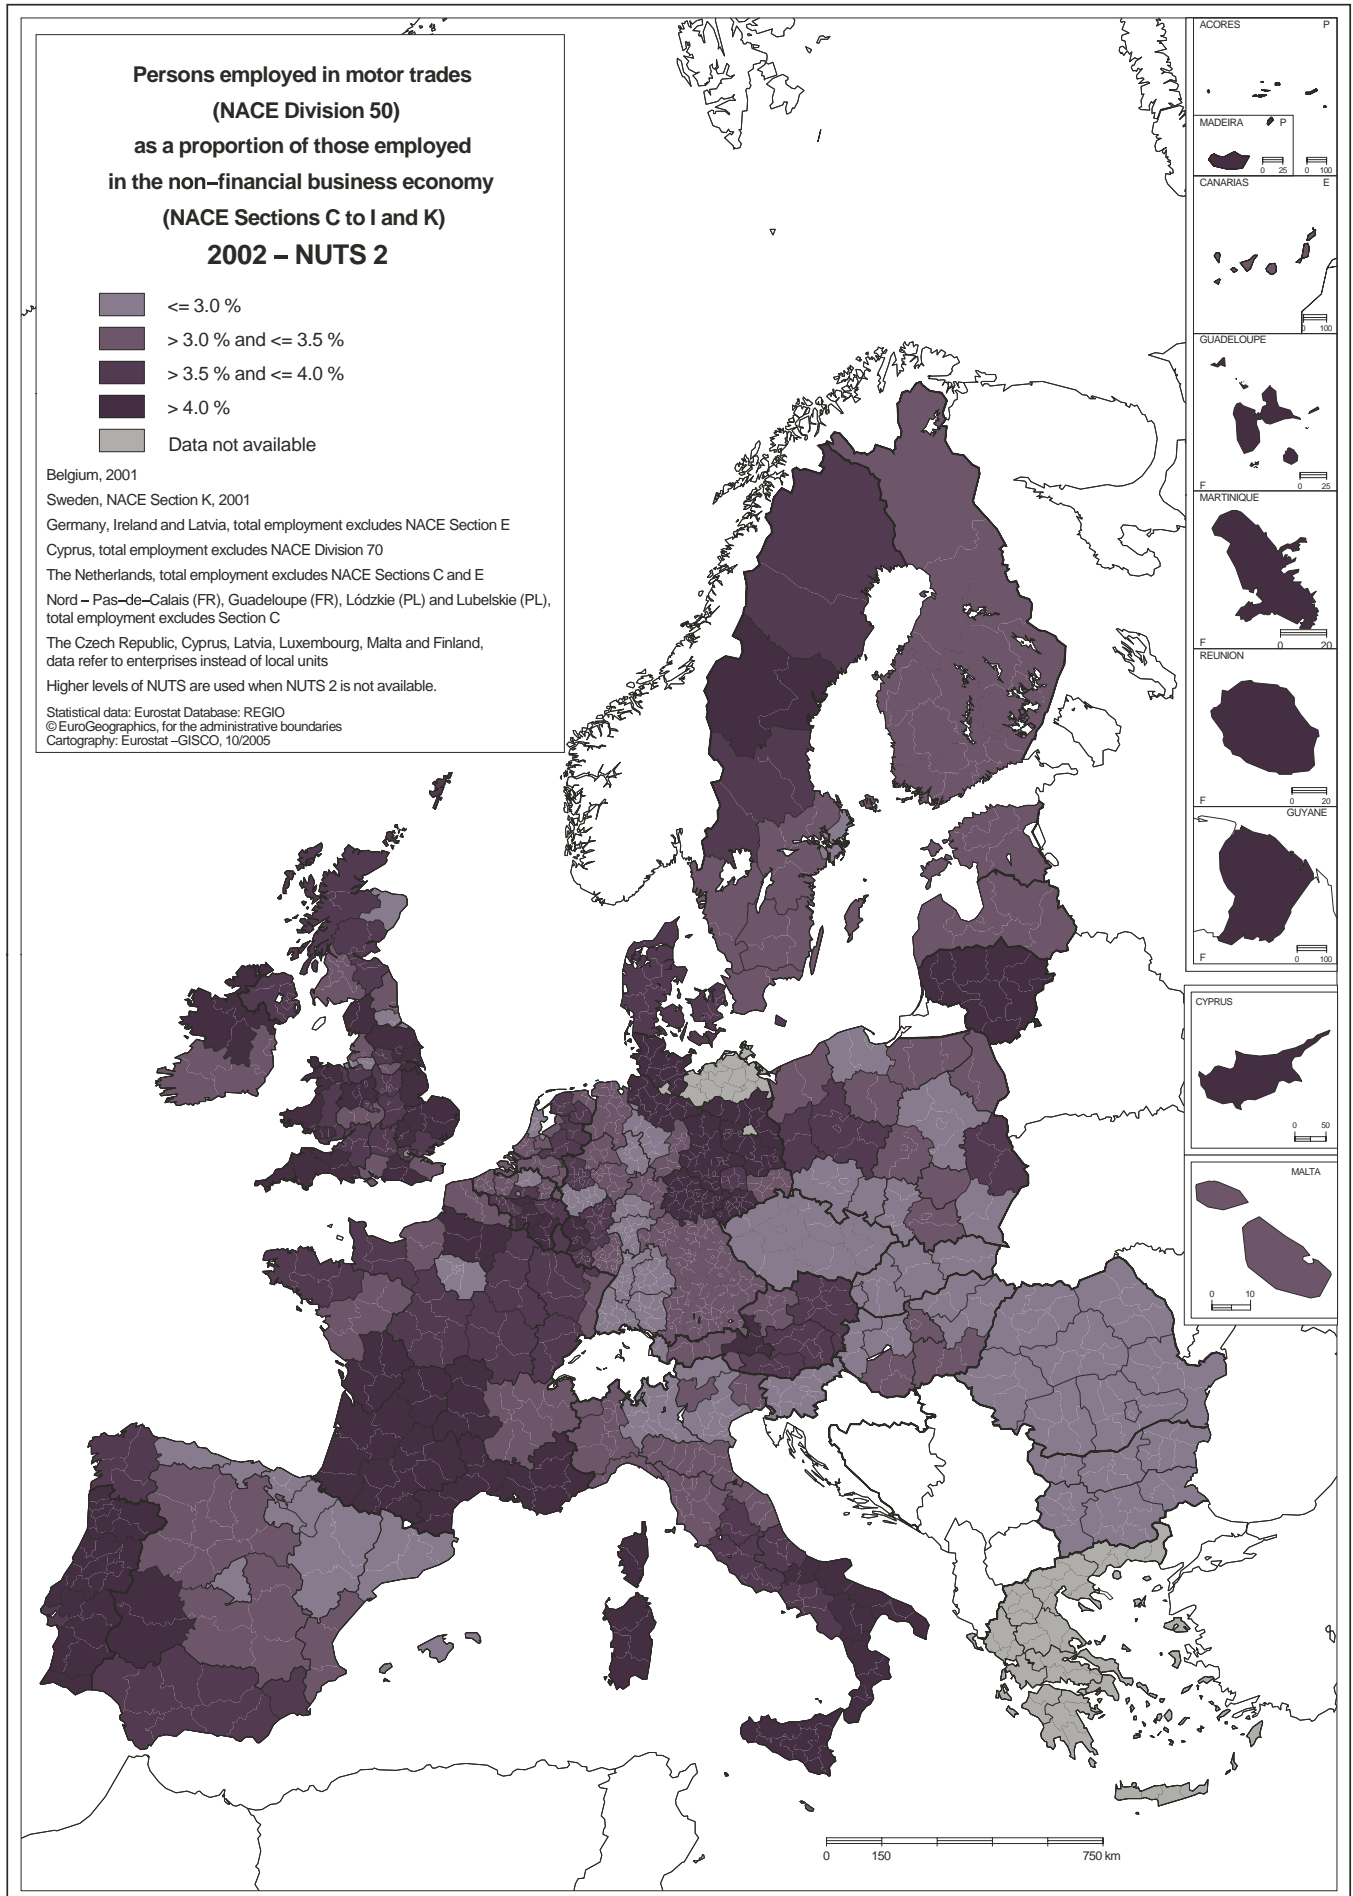 Persons employed in motor trades
(NACE Division 50)
as a proportion of those employed
in the non–financial business economy
(NACE Sections C to I and K)
2002 – NUTS 2
<= 3.0 %
> 3.0 % and <= 3.5 %
> 3.5 % and <= 4.0 %
> 4.0 %
Data not available
Belgium, 2001
Sweden, NACE Section K, 2001
Germany, Ireland and Latvia, total employment excludes NACE Section E
Cyprus, total employment excludes NACE Division 70
The Netherlands, total employment excludes NACE Sections C and E
Nord – Pas–de–Calais (FR), Guadeloupe (FR), Lódzkie (PL) and Lubelskie (PL),
total employment excludes Section C
The Czech Republic, Cyprus, Latvia, Luxembourg, Malta and Finland,
data refer to enterprises instead of local units
Higher levels of NUTS are used when NUTS 2 is not available.
Statistical data: Eurostat Database: REGIO
© EuroGeographics, for the administrative boundaries
Cartography: Eurostat –GISCO, 10/2005
ACORES P
MADEIRA P
0 25 0 100
CANARIAS E
0 100
GUADELOUPE
F 0 25
MARTINIQUE
F 0 20
REUNION
F 0 20
GUYANE
F 0 100
CYPRUS
0 50
MALTA
0 10
0 150 750 km